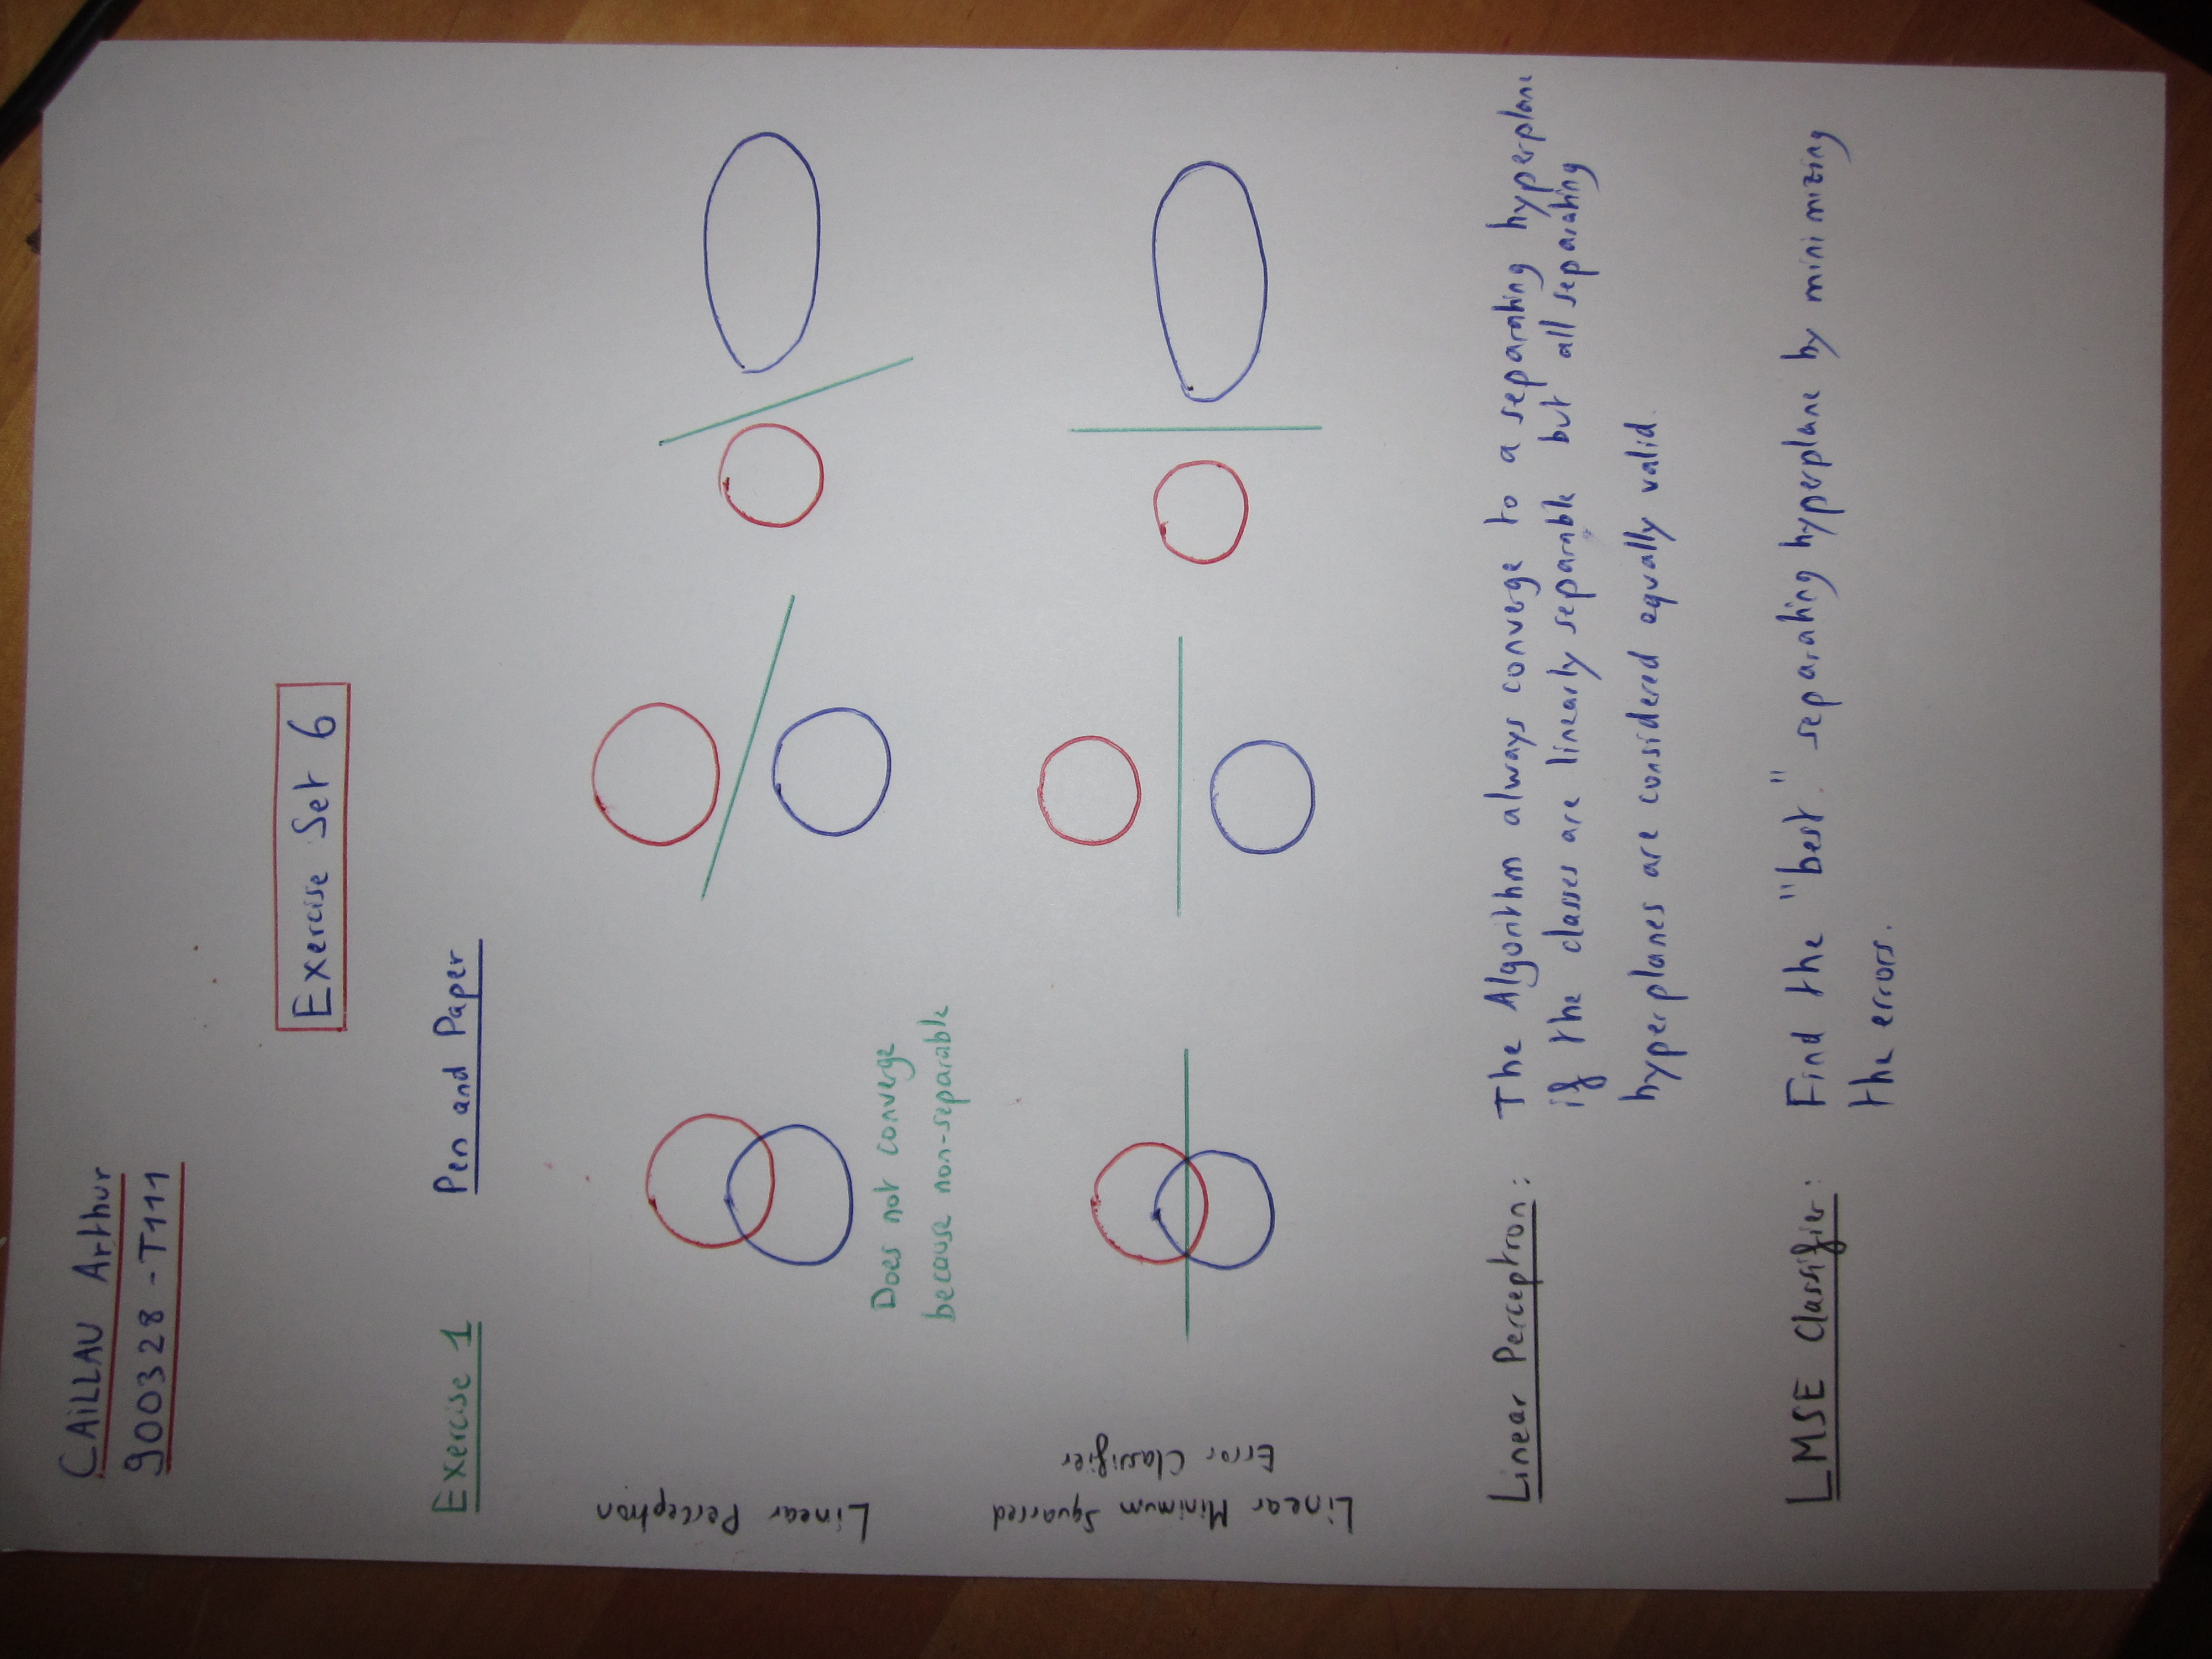 CAILLAU Arthur
900328 - T111
Exercise Set 6
Exercise 1 Pen and Paper
Linear Perceptron
Does not converge
because non-separable
Linear Minimum Squarred
Error Classifier
Linear Perceptron: The Algorithm always converge to a separating hyperplane
if the classes are linearly separable but all separating
hyperplanes are considered equally valid.
LMSE Classifier: Find the "best" separating hyperplane by minimizing
the errors.